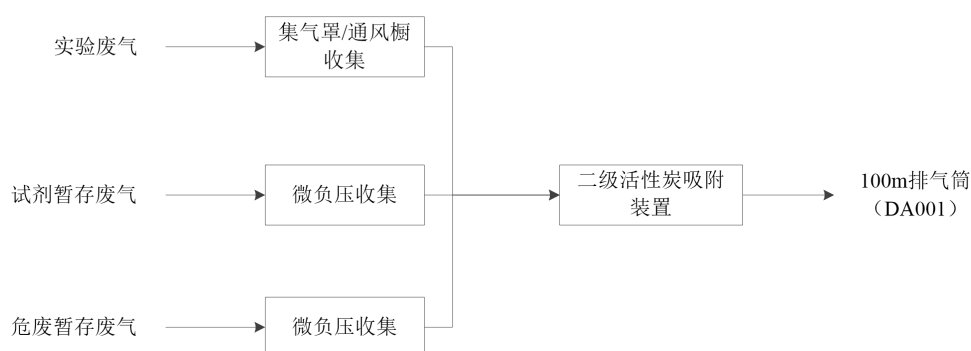 实验废气
集气罩/通风橱
收集
试剂暂存废气
微负压收集
二级活性炭吸附
装置
100m排气筒
（DA001）
危废暂存废气
微负压收集